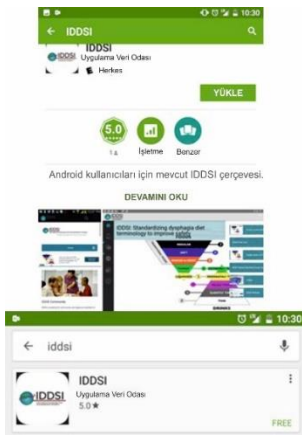 10:30
IDDSI
IDDSI
Uygulama Veri Odası
Herkes
YÜKLE
5.0
İşletme
Benzer
Android kullanıcıları için mevcut IDDSI çerçevesi.
DEVAMINI OKU
IDDSI: Standardizing dysphagia diet
terminology to improve safety
10:30
iddsi
IDDSI
IDDSI
Uygulama Veri Odası
5.0★
FREE